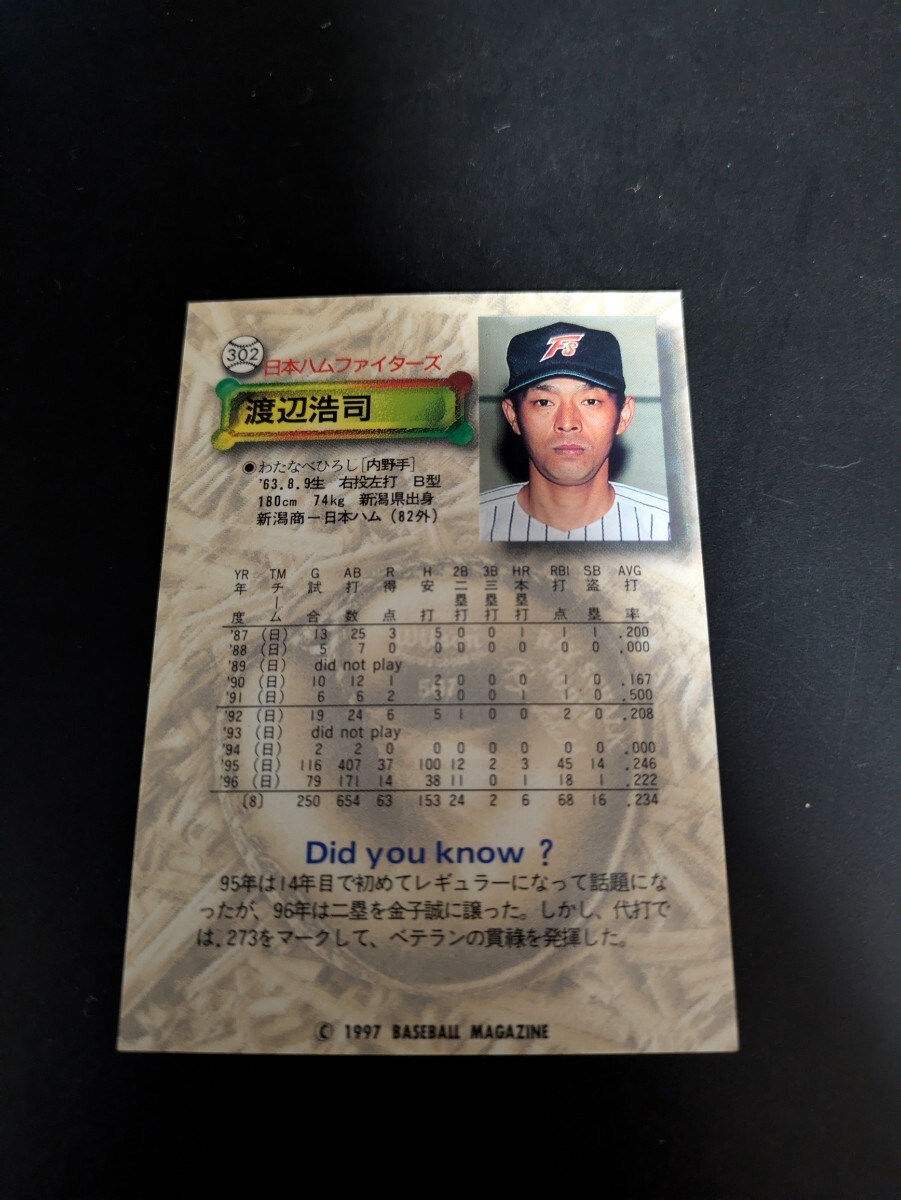 302
日本ハムファイターズ
渡辺浩司
Fs
●わたなべひろし[内野手]
'63.8.9生 右投左打 B型
180cm 74kg 新潟県出身
新潟商ー日本ハム(82外)
YR TM G AB R H 2B 3B HR RBI SB AVG
年度 チーム 試合 打数 得点 安打 二塁打 三塁打 本塁打 打点 盗塁 打率
'87 (日) 13 25 3 5 0 0 1 1 1 .200
'88 (日) 5 7 0 0 0 0 0 0 0 .000
'89 (日) did not play
'90 (日) 10 12 1 2 0 0 0 1 0 .167
'91 (日) 6 6 2 3 0 0 1 1 0 .500
'92 (日) 19 24 6 5 1 0 0 2 0 .208
'93 (日) did not play
'94 (日) 2 2 0 0 0 0 0 0 0 .000
'95 (日) 116 407 37 100 12 2 3 45 14 .246
'96 (日) 79 171 14 38 11 0 1 18 1 .222
〔8〕 250 654 63 153 24 2 6 68 16 .234
Did you know ?
95年は14年目で初めてレギュラーになって話題にな
ったが、96年は二塁を金子誠に譲った。しかし、代打で
は.273をマークして、ベテランの貫祿を発揮した。
© 1997 BASEBALL MAGAZINE